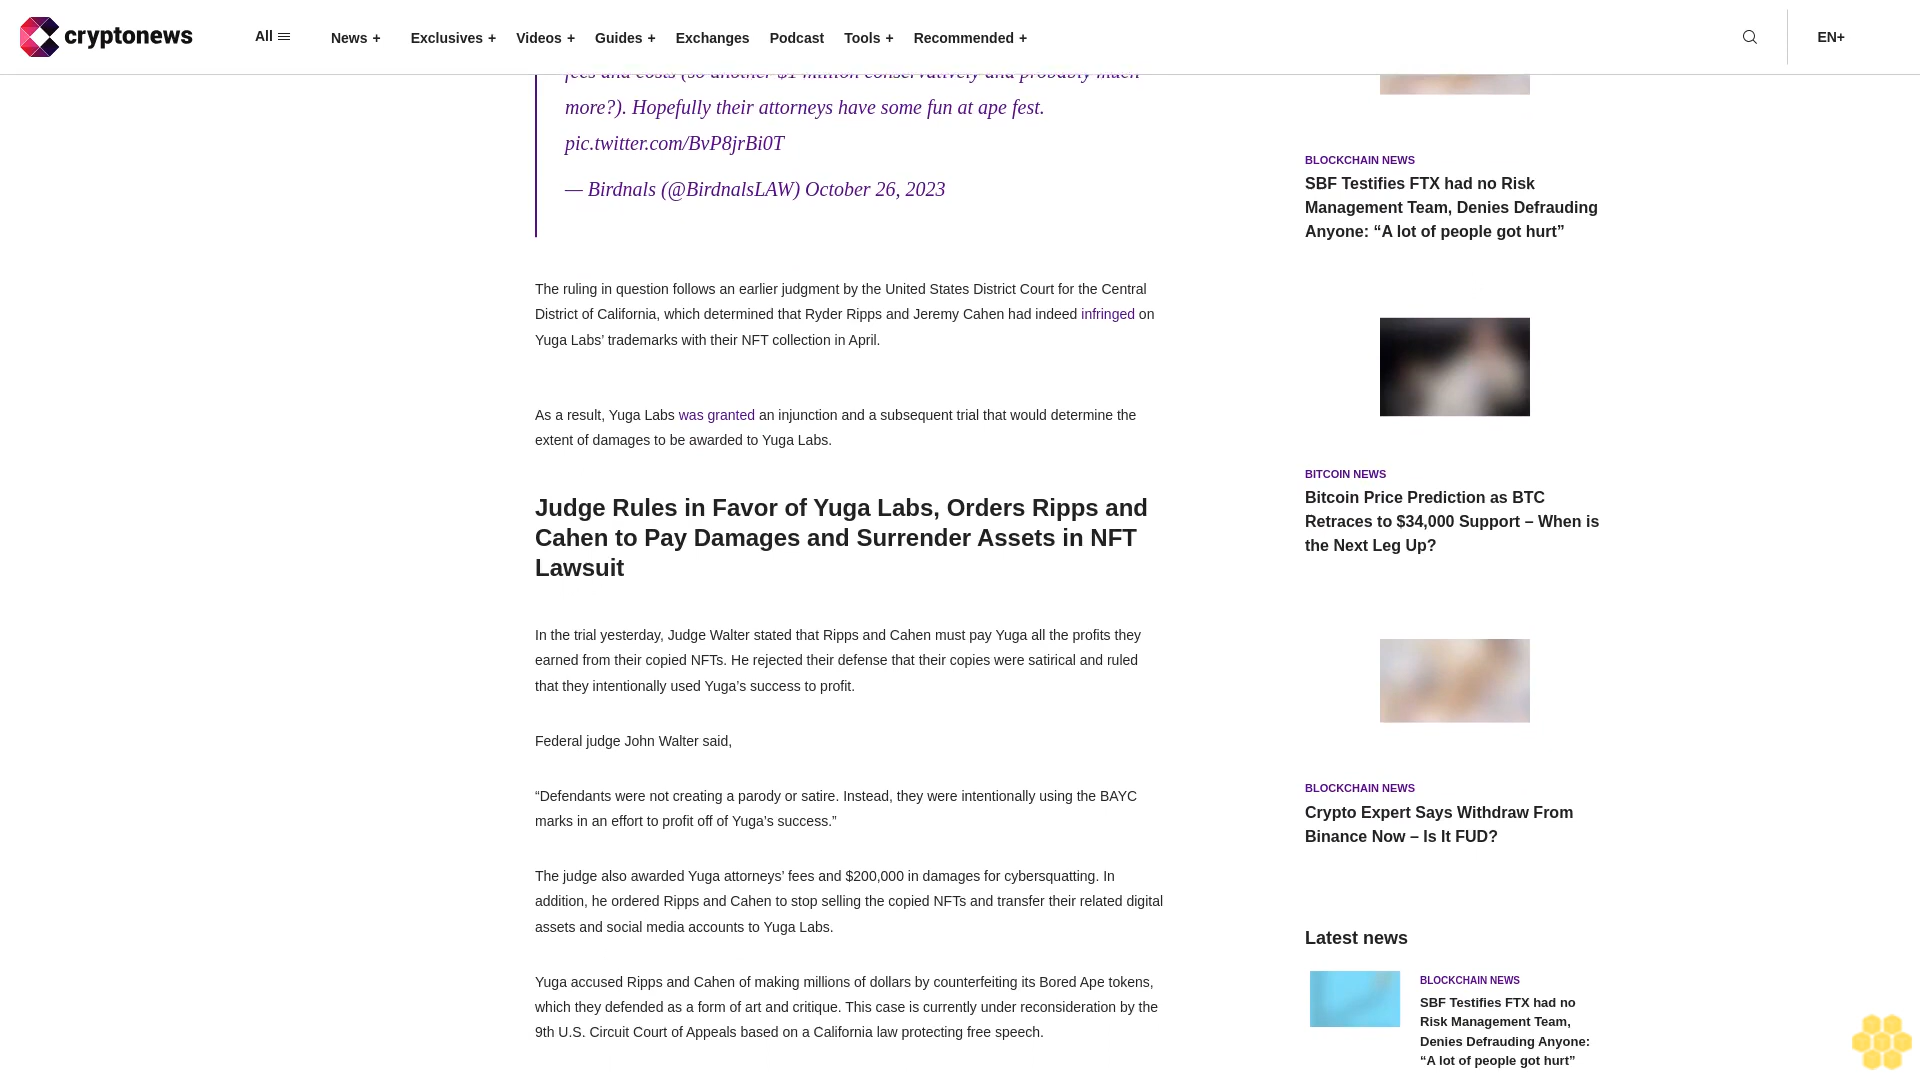 cryptonews
All
News +
Exclusives +
Videos +
Guides +
Exchanges
Podcast
Tools +
Recommended +
EN+
fees and costs (so another $1 million conservatively and probably much
more?). Hopefully their attorneys have some fun at ape fest.
pic.twitter.com/BvP8jrBi0T
— Birdnals (@BirdnalsLAW) October 26, 2023
The ruling in question follows an earlier judgment by the United States District Court for the Central
District of California, which determined that Ryder Ripps and Jeremy Cahen had indeed infringed on
Yuga Labs’ trademarks with their NFT collection in April.
As a result, Yuga Labs was granted an injunction and a subsequent trial that would determine the
extent of damages to be awarded to Yuga Labs.
Judge Rules in Favor of Yuga Labs, Orders Ripps and
Cahen to Pay Damages and Surrender Assets in NFT
Lawsuit
In the trial yesterday, Judge Walter stated that Ripps and Cahen must pay Yuga all the profits they
earned from their copied NFTs. He rejected their defense that their copies were satirical and ruled
that they intentionally used Yuga’s success to profit.
Federal judge John Walter said,
“Defendants were not creating a parody or satire. Instead, they were intentionally using the BAYC
marks in an effort to profit off of Yuga’s success.”
The judge also awarded Yuga attorneys’ fees and $200,000 in damages for cybersquatting. In
addition, he ordered Ripps and Cahen to stop selling the copied NFTs and transfer their related digital
assets and social media accounts to Yuga Labs.
Yuga accused Ripps and Cahen of making millions of dollars by counterfeiting its Bored Ape tokens,
which they defended as a form of art and critique. This case is currently under reconsideration by the
9th U.S. Circuit Court of Appeals based on a California law protecting free speech.
BLOCKCHAIN NEWS
SBF Testifies FTX had no Risk
Management Team, Denies Defrauding
Anyone: “A lot of people got hurt”
BITCOIN NEWS
Bitcoin Price Prediction as BTC
Retraces to $34,000 Support – When is
the Next Leg Up?
BLOCKCHAIN NEWS
Crypto Expert Says Withdraw From
Binance Now – Is It FUD?
Latest news
BLOCKCHAIN NEWS
SBF Testifies FTX had no
Risk Management Team,
Denies Defrauding Anyone:
“A lot of people got hurt”